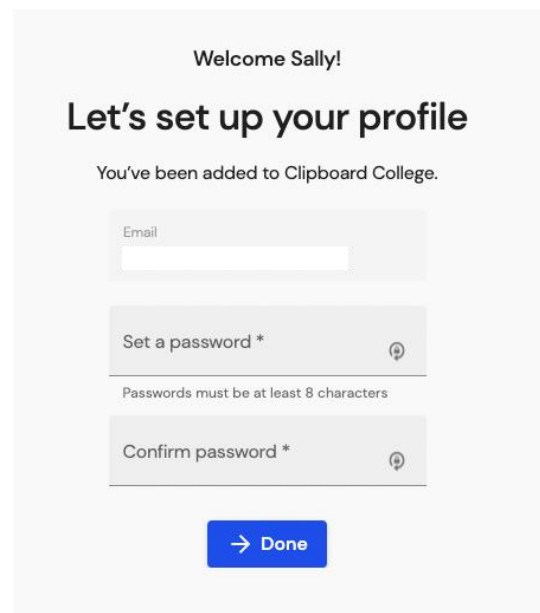 Welcome Sally!
Let's set up your profile
You've been added to Clipboard College.
Email
Set a password *
Passwords must be at least 8 characters
Confirm password *
→ Done